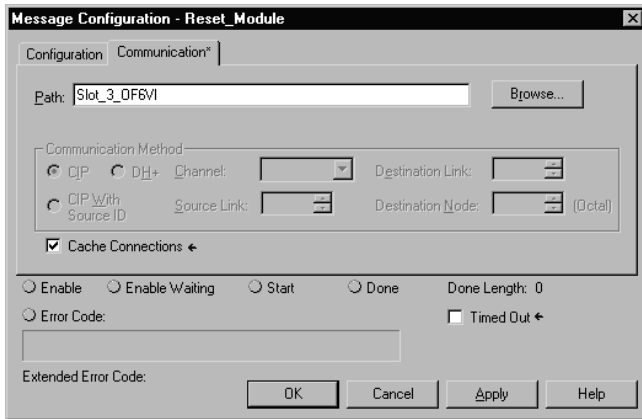 Message Configuration - Reset_Module
Configuration Communication*
Path: Slot_3_OF6VI Browse...
Communication Method
CIP DH+ Channel: Destination Link:
CIP With Source ID Source Link: Destination Node: (Octal)
Cache Connections ←
Enable Enable Waiting Start Done Done Length: 0
Error Code: Timed Out ←
Extended Error Code:
OK Cancel Apply Help